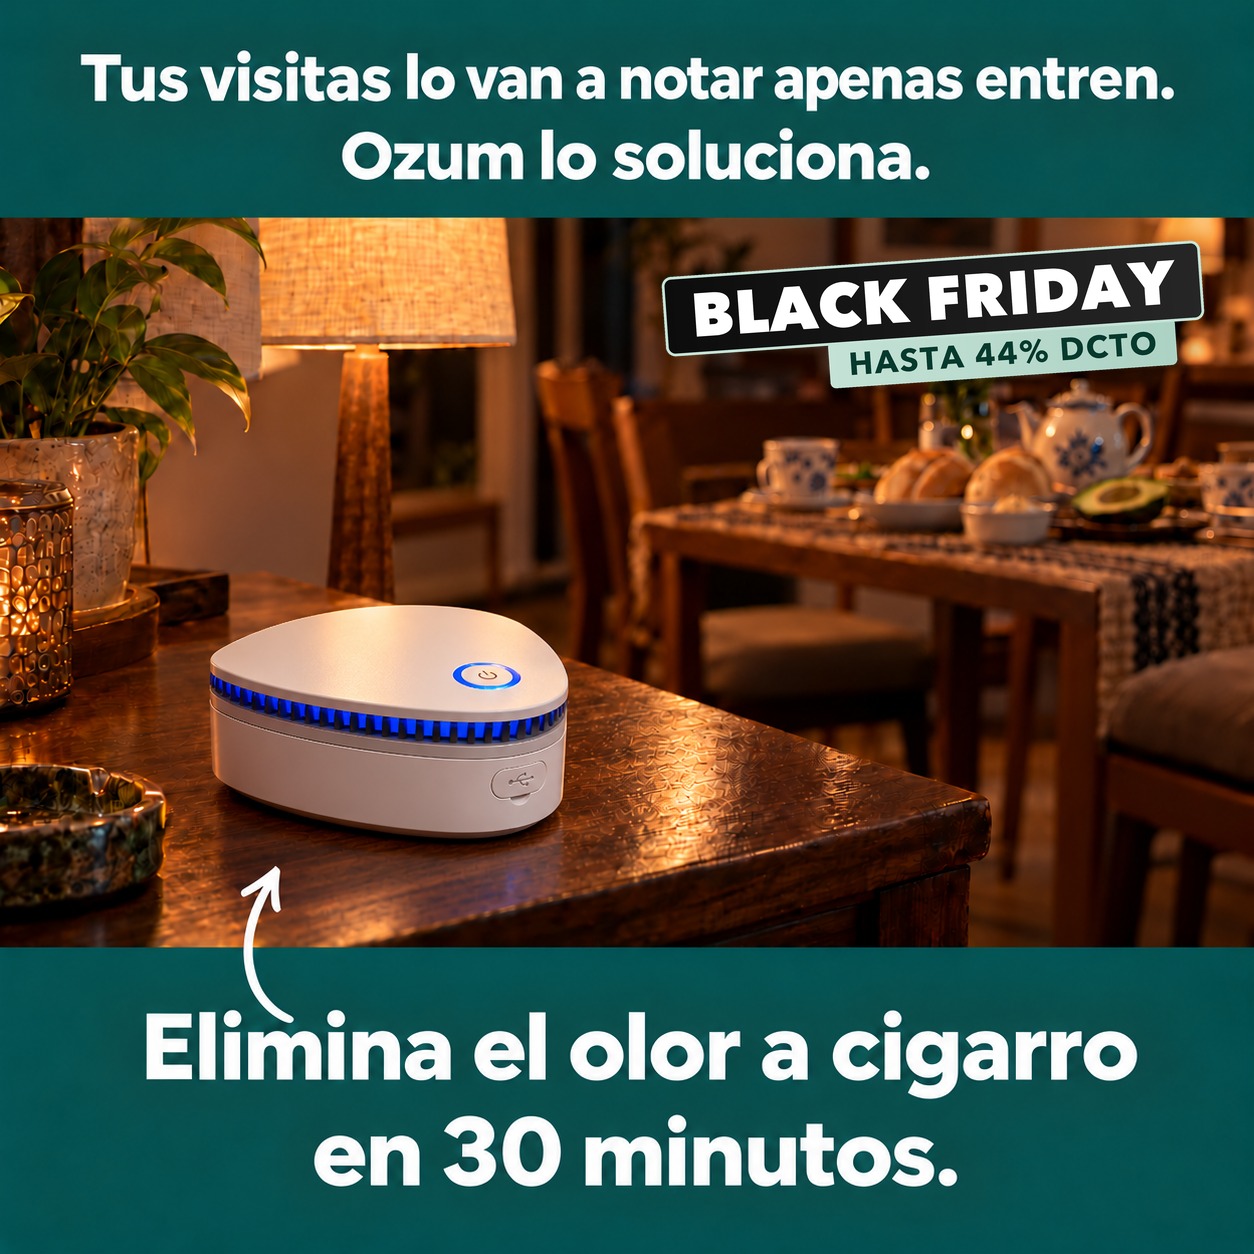 Tus visitas lo van a notar apenas entren.
Ozum lo soluciona.
BLACK FRIDAY
HASTA 44% DCTO
Elimina el olor a cigarro
en 30 minutos.